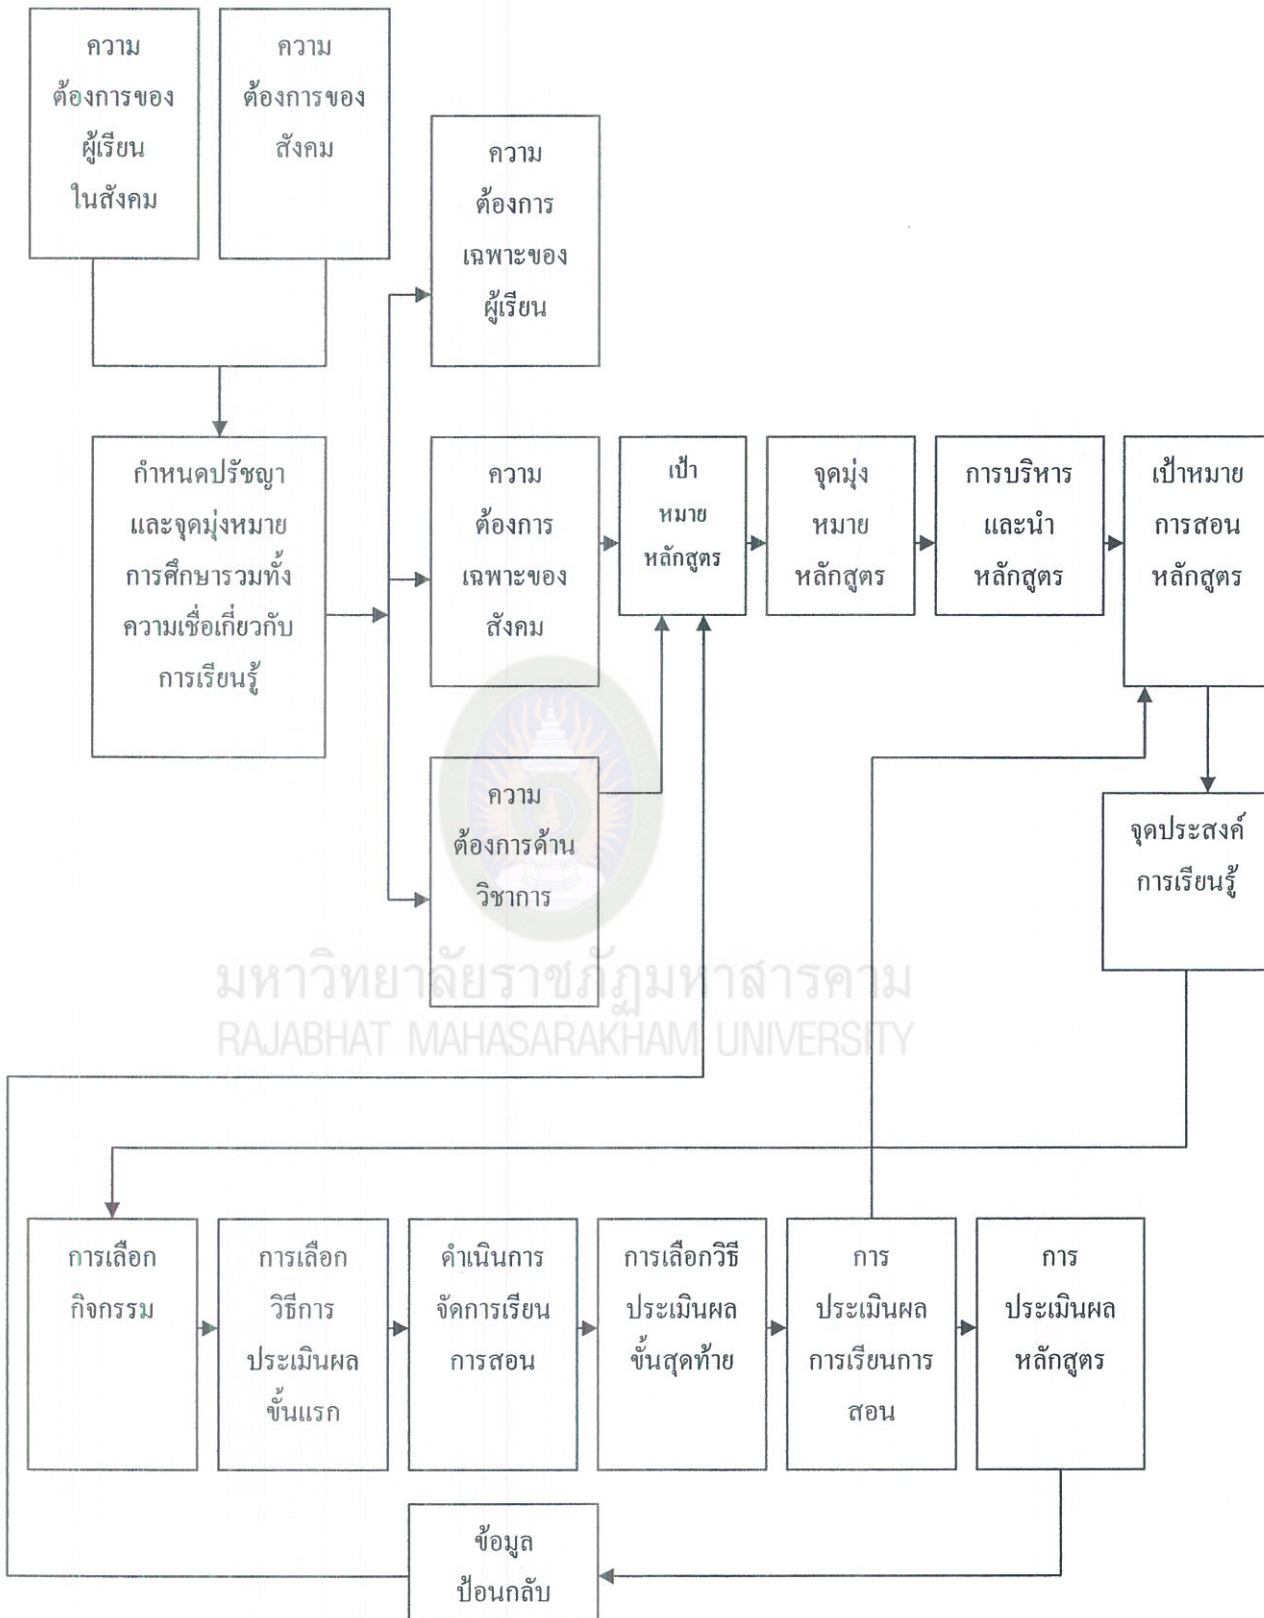 ความ
ต้องการของ
ผู้เรียน
ในสังคม
ความ
ต้องการของ
สังคม
ความ
ต้องการ
เฉพาะของ
ผู้เรียน
กำหนดปรัชญา
และจุดมุ่งหมาย
การศึกษารวมทั้ง
ความเชื่อเกี่ยวกับ
การเรียนรู้
ความ
ต้องการ
เฉพาะของ
สังคม
เป้า
หมาย
หลักสูตร
จุดมุ่ง
หมาย
หลักสูตร
การบริหาร
และนำ
หลักสูตร
เป้าหมาย
การสอน
หลักสูตร
ความ
ต้องการด้าน
วิชาการ
จุดประสงค์
การเรียนรู้
มหาวิทยาลัยราชภัฏมหาสารคาม
RAJABHAT MAHASARAKHAM UNIVERSITY
การเลือก
กิจกรรม
การเลือก
วิธีการ
ประเมินผล
ขั้นแรก
ดำเนินการ
จัดการเรียน
การสอน
การเลือกวิธี
ประเมินผล
ขั้นสุดท้าย
การ
ประเมินผล
การเรียนการ
สอน
การ
ประเมินผล
หลักสูตร
ข้อมูล
ป้อนกลับ